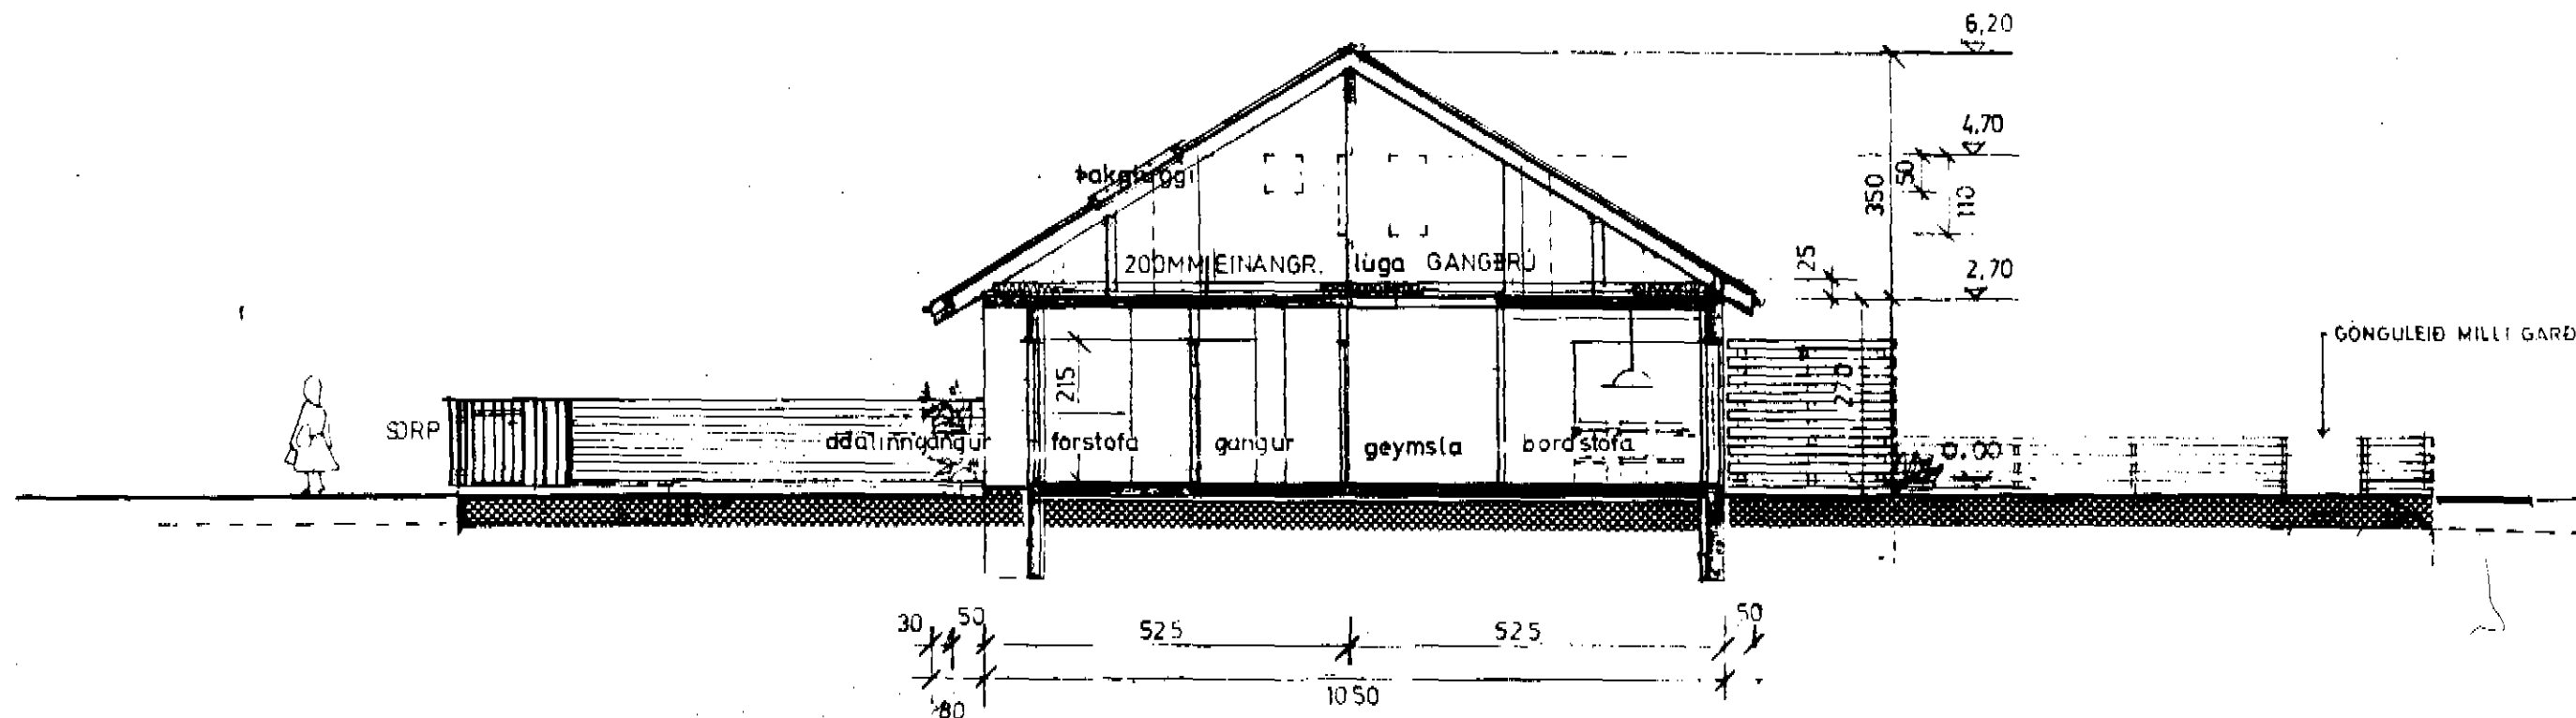 6,20
4,70
þakgluggi
50
350
110
200MM EINANGR. lúga GANGBRÚ
25
2,70
GÖNGULEIÐ MILLI GARÐ
215
270
SORP
aðalinngangur
forstofa
gangur
geymsla
borðstofa
0.00
30
50
525
525
50
80
1050